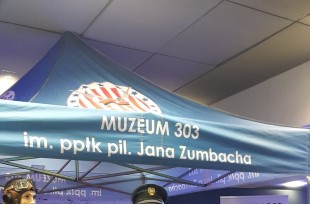 MUZEUM 303
im. ppłk pil. Jana Zumbacha